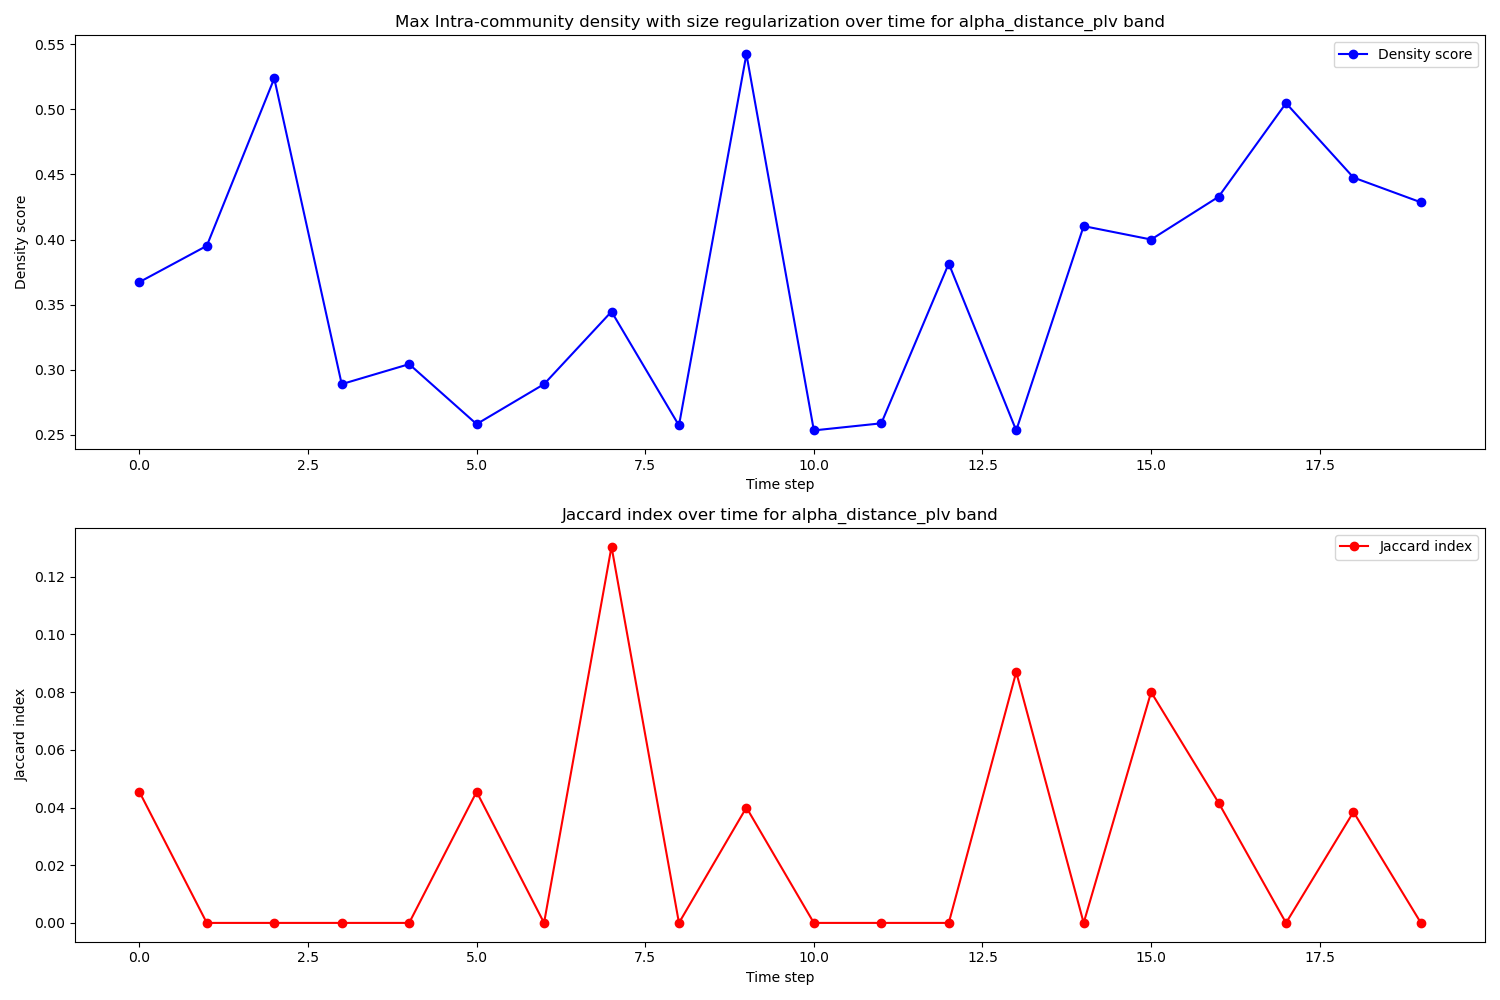 Max Intra-community density with size regularization over time for alpha_distance_plv band
Density score
0.55
0.50
0.45
0.40
0.35
0.30
0.25
Density score
0.0 2.5 5.0 7.5 10.0 12.5 15.0 17.5
Time step
Jaccard index over time for alpha_distance_plv band
Jaccard index
0.12
0.10
0.08
0.06
0.04
0.02
0.00
Jaccard index
0.0 2.5 5.0 7.5 10.0 12.5 15.0 17.5
Time step